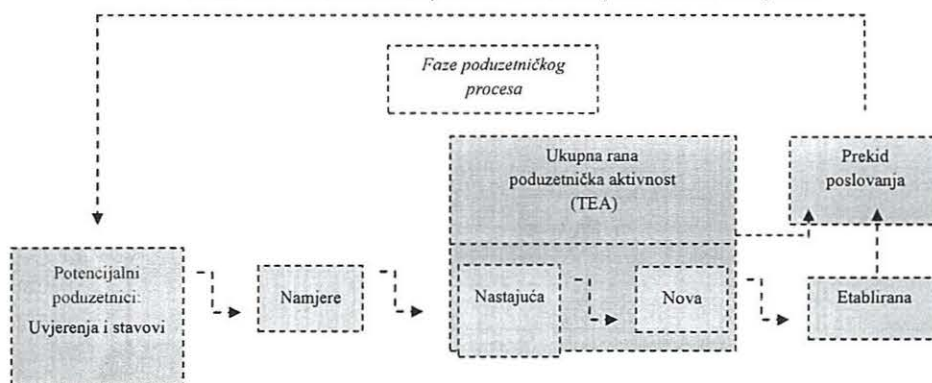 Faze poduzetničkog
procesa
Ukupna rana
poduzetnička aktivnost
(TEA)
Prekid
poslovanja
Potencijalni
poduzetnici:
Uvjerenja i stavovi
Namjere
Nastajuća
Nova
Etablirana